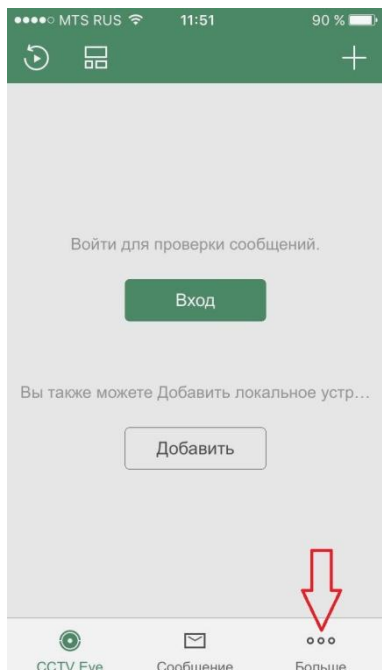 MTS RUS 11:51 90 %
Войти для проверки сообщений.
Вход
Вы также можете Добавить локальное устр...
Добавить
CCTV Eye Сообщение Больше